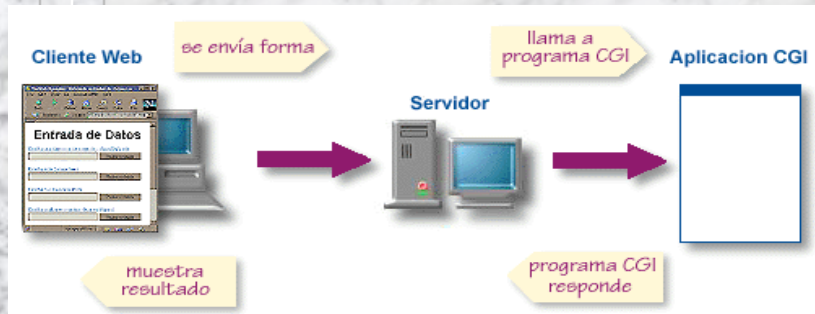 Cliente Web
se envía forma
llama a
programa CGI
Aplicacion CGI
Servidor
Entrada de Datos
muestra
resultado
programa CGI
responde